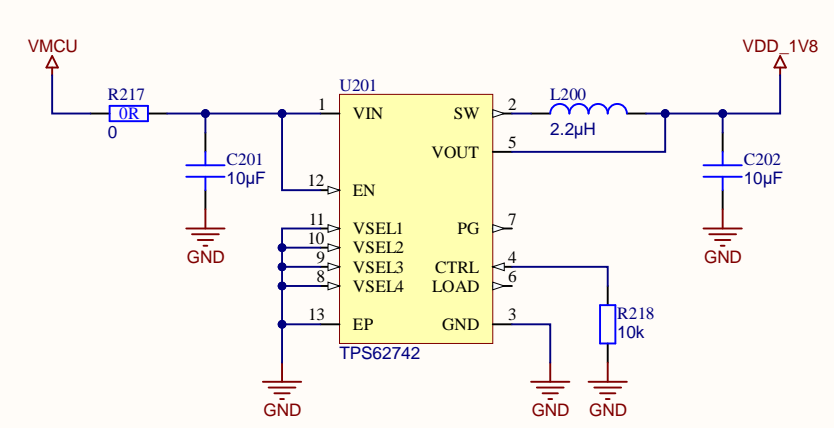 VMCU
VDD_1V8
R217
0R
0
U201
1
VIN
SW
2
L200
2.2µH
VOUT
5
C201
10µF
C202
10µF
12
EN
GND
GND
11
VSEL1
10
VSEL2
9
VSEL3
8
VSEL4
PG
7
CTRL
4
LOAD
6
13
EP
GND
3
R218
10k
TPS62742
GND
GND
GND